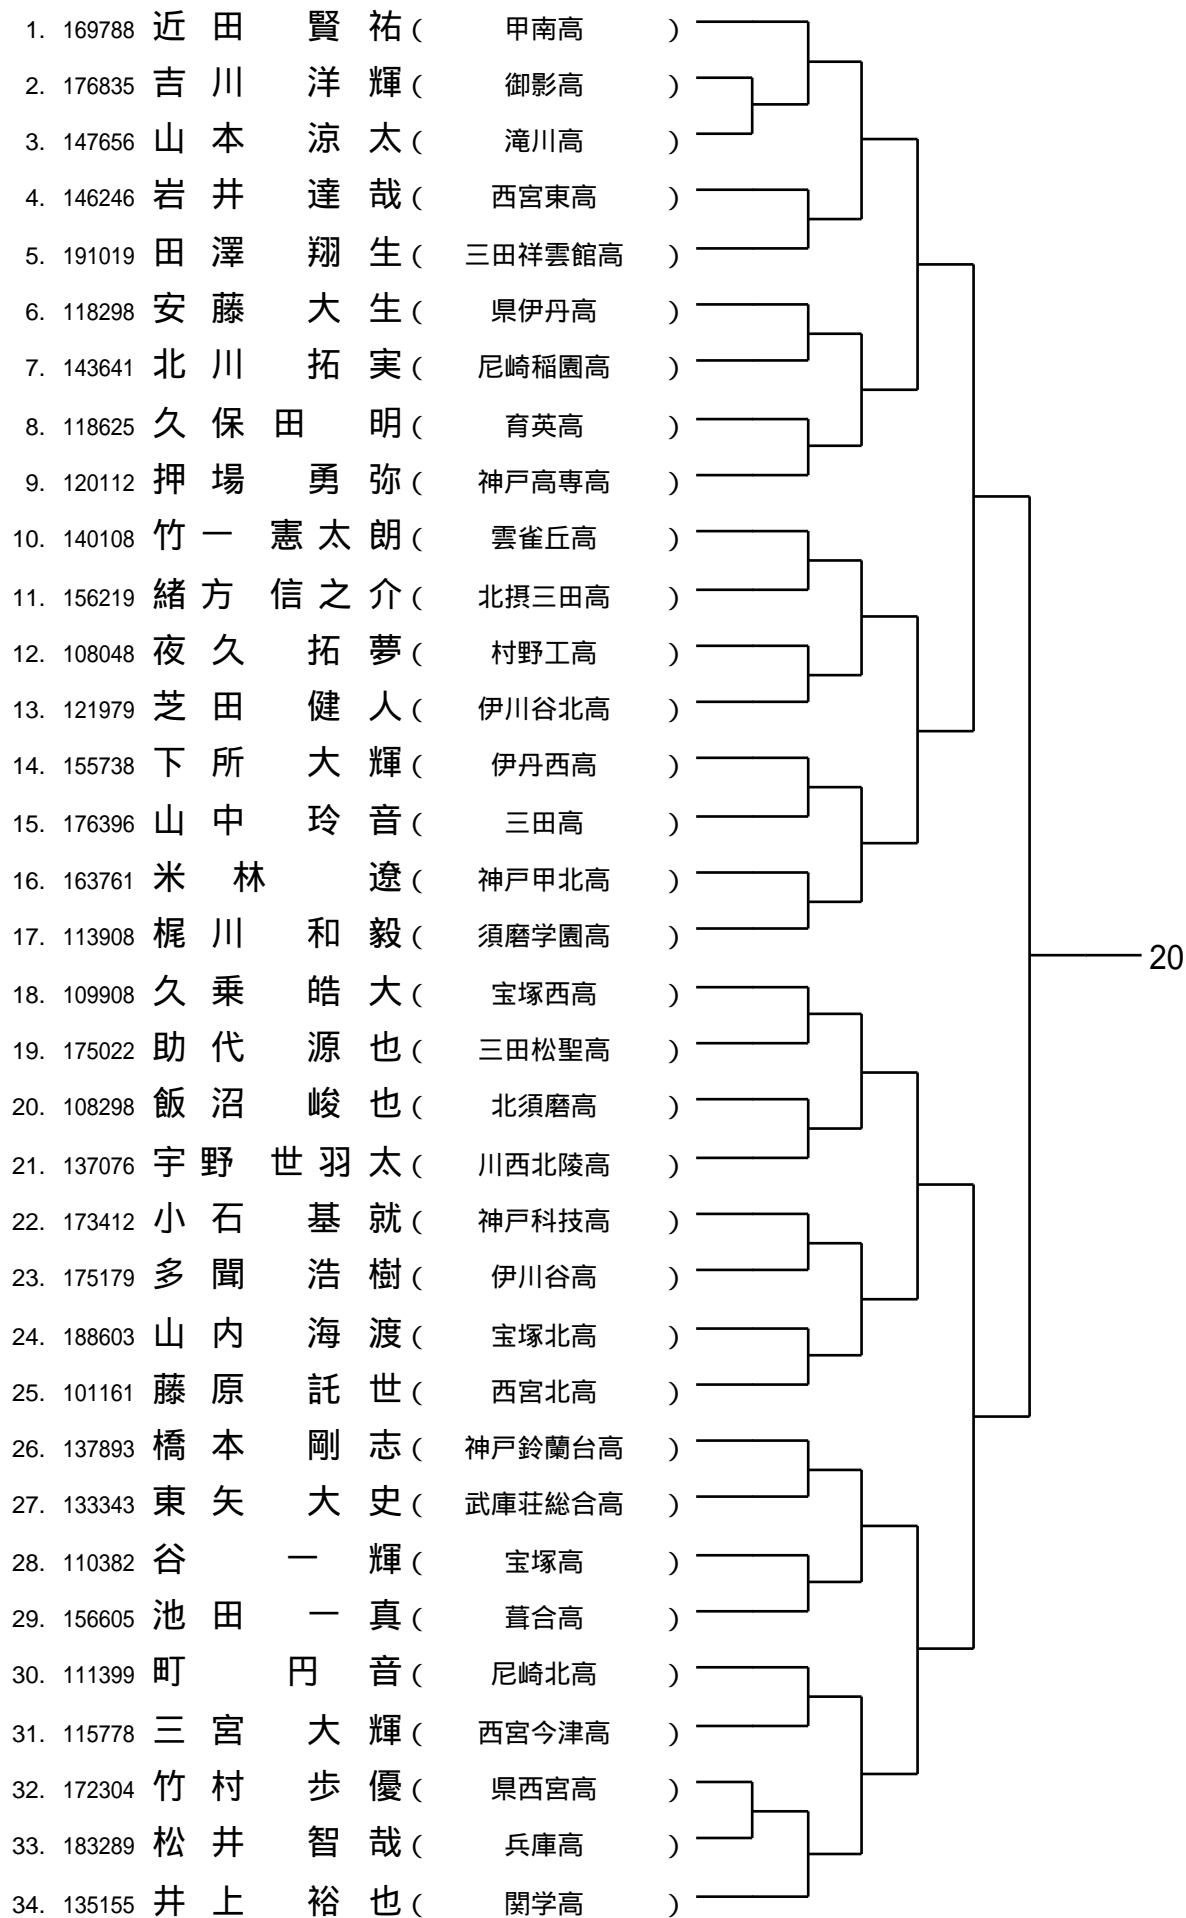 1. 169788 近田 賢祐 ( 甲南高 )
2. 176835 吉川 洋輝 ( 御影高 )
3. 147656 山本 涼太 ( 滝川高 )
4. 146246 岩井 達哉 ( 西宮東高 )
5. 191019 田澤 翔生 ( 三田祥雲館高 )
6. 118298 安藤 大生 ( 県伊丹高 )
7. 143641 北川 拓実 ( 尼崎稲園高 )
8. 118625 久保田 明 ( 育英高 )
9. 120112 押場 勇弥 ( 神戸高専高 )
10. 140108 竹一 憲太朗 ( 雲雀丘高 )
11. 156219 緒方 信之介 ( 北摂三田高 )
12. 108048 夜久 拓夢 ( 村野工高 )
13. 121979 芝田 健人 ( 伊川谷北高 )
14. 155738 下所 大輝 ( 伊丹西高 )
15. 176396 山中 玲音 ( 三田高 )
16. 163761 米林 遼 ( 神戸甲北高 )
17. 113908 梶川 和毅 ( 須磨学園高 )
20
18. 109908 久乗 皓大 ( 宝塚西高 )
19. 175022 助代 源也 ( 三田松聖高 )
20. 108298 飯沼 峻也 ( 北須磨高 )
21. 137076 宇野 世羽太 ( 川西北陵高 )
22. 173412 小石 基就 ( 神戸科技高 )
23. 175179 多聞 浩樹 ( 伊川谷高 )
24. 188603 山内 海渡 ( 宝塚北高 )
25. 101161 藤原 託世 ( 西宮北高 )
26. 137893 橋本 剛志 ( 神戸鈴蘭台高 )
27. 133343 東矢 大史 ( 武庫荘総合高 )
28. 110382 谷 一輝 ( 宝塚高 )
29. 156605 池田 一真 ( 葺合高 )
30. 111399 町 円音 ( 尼崎北高 )
31. 115778 三宮 大輝 ( 西宮今津高 )
32. 172304 竹村 歩優 ( 県西宮高 )
33. 183289 松井 智哉 ( 兵庫高 )
34. 135155 井上 裕也 ( 関学高 )